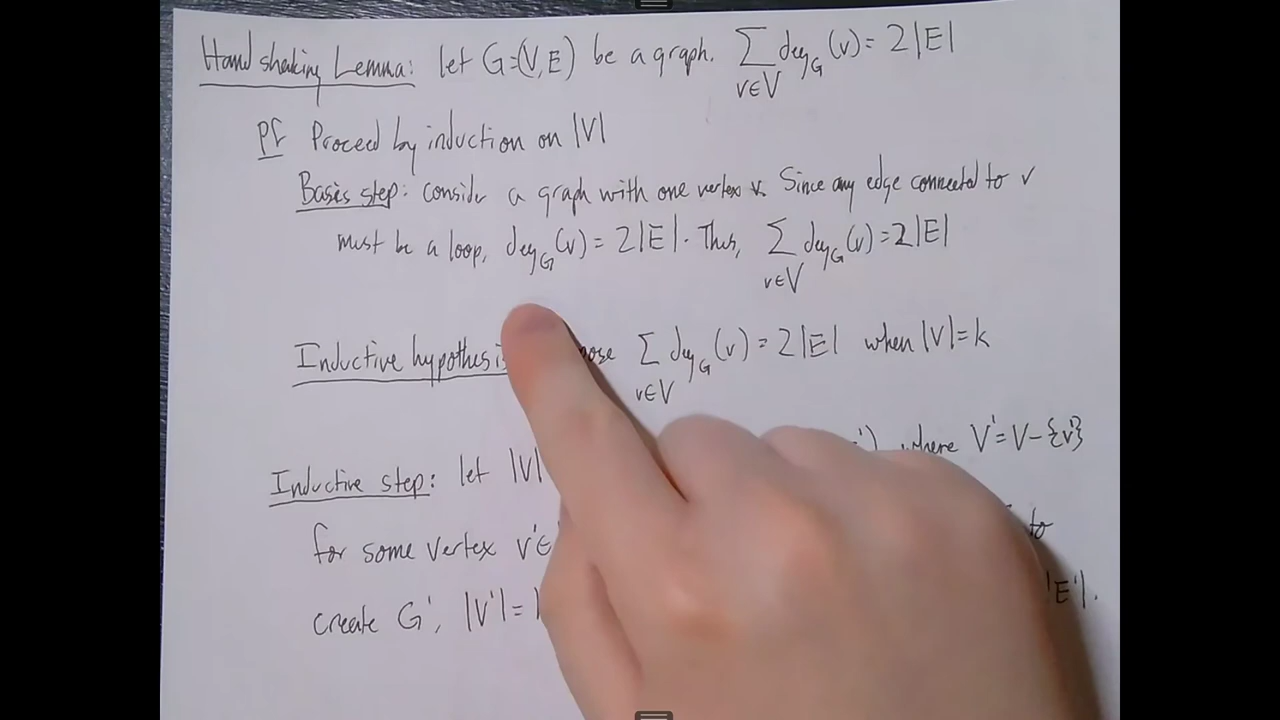 Handshaking Lemma: let G=(V,E) be a graph. ∑_{v∈V} deg_G(v) = 2|E|
Pf Proceed by induction on |V|
Basis step: consider a graph with one vertex v. Since any edge connected to v
must be a loop, deg_G(v) = 2|E|. Thus, ∑_{v∈V} deg_G(v) = 2|E|
Inductive hypothesis ∑_{v∈V} deg_G(v) = 2|E| when |V|=k
Inductive step: let |V| where V'=V-{v'}
for some vertex v'∈ to
create G', |V'|= |E'|.